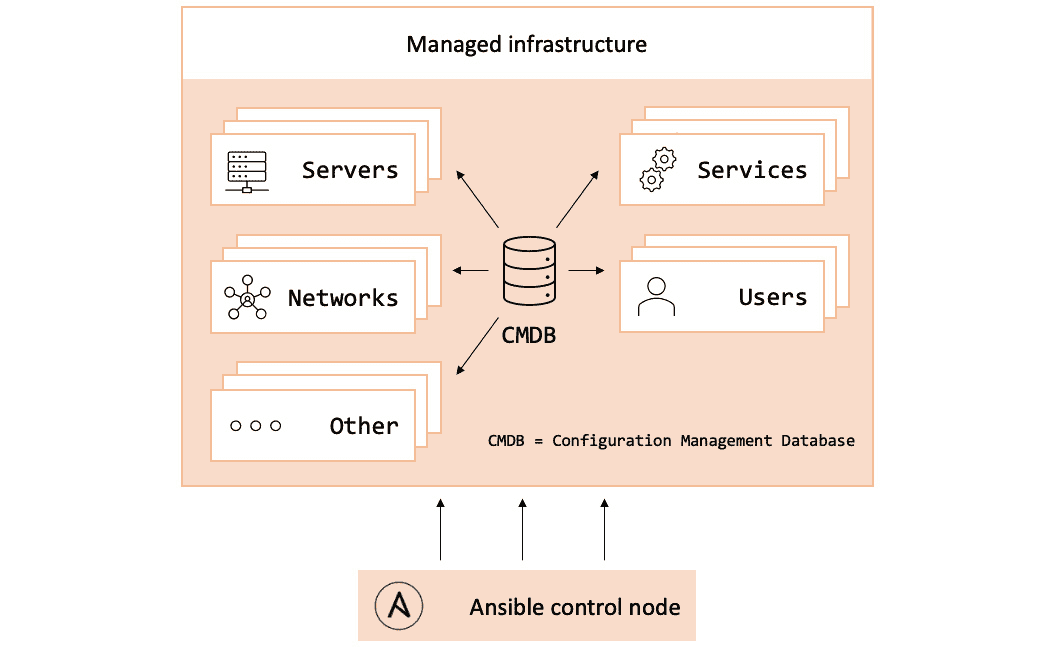 Managed infrastructure
Servers
Services
Networks
Users
CMDB
Other
CMDB = Configuration Management Database
Ansible control node